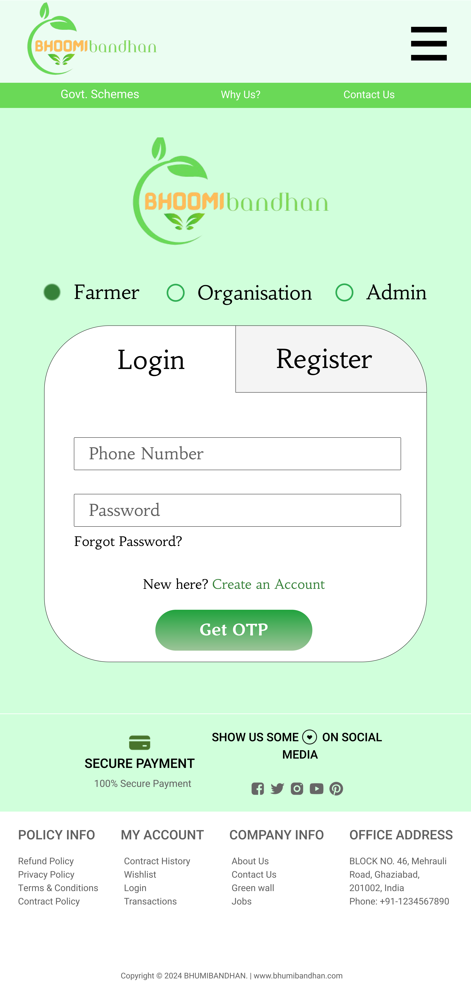 BHOOMIbandhan
Govt. Schemes Why Us? Contact Us
BHOOMIbandhan
Farmer Organisation Admin
Login Register
Phone Number
Password
Forgot Password?
New here? Create an Account
Get OTP
SECURE PAYMENT
100% Secure Payment
SHOW US SOME ON SOCIAL
MEDIA
POLICY INFO
Refund Policy
Privacy Policy
Terms & Conditions
Contract Policy
MY ACCOUNT
Contract History
Wishlist
Login
Transactions
COMPANY INFO
About Us
Contact Us
Green wall
Jobs
OFFICE ADDRESS
BLOCK NO. 46, Mehrauli
Road, Ghaziabad,
201002, India
Phone: +91-1234567890
Copyright © 2024 BHUMIBANDHAN. | www.bhumibandhan.com